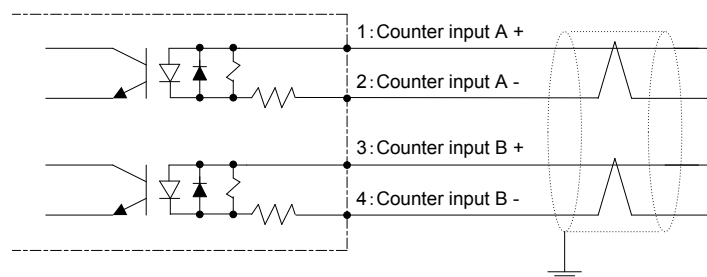 1:Counter input A +
2:Counter input A -
3:Counter input B +
4:Counter input B -